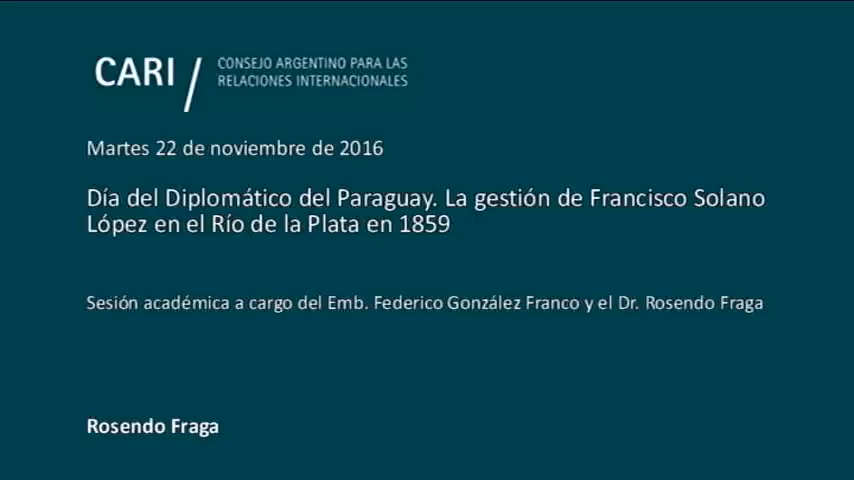 CARI
CONSEJO ARGENTINO PARA LAS
RELACIONES INTERNACIONALES
Martes 22 de noviembre de 2016
Día del Diplomático del Paraguay. La gestión de Francisco Solano
López en el Río de la Plata en 1859
Sesión académica a cargo del Emb. Federico González Franco y el Dr. Rosendo Fraga
Rosendo Fraga